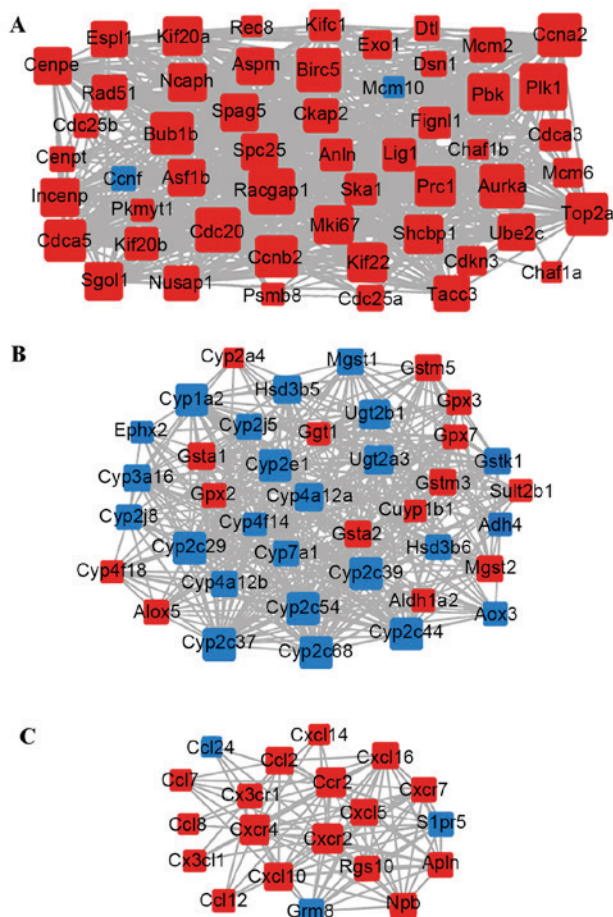 A
Espl1
Kif20a
Rec8
Kifc1
Dtl
Ccna2
Cenpe
Exo1
Mcm2
Ncaph
Aspm
Birc5
Dsn1
Rad51
Mcm10
Pbk
Plk1
Cdc25b
Spag5
Ckap2
Fignl1
Cdca3
Bub1b
Cenpt
Spc25
Anln
Lig1
Chaf1b
Mcm6
Ccnf
Asf1b
Incenp
Racgap1
Ska1
Prc1
Aurka
Pkmyt1
Top2a
Cdca5
Kif20b
Cdc20
Mki67
Shcbp1
Ube2c
Ccnb2
Kif22
Cdkn3
Chaf1a
Sgol1
Nusap1
Psmb8
Cdc25a
Tacc3
B
Cyp2a4
Mgst1
Gstm5
Hsd3b5
Cyp1a2
Gpx3
Ephx2
Cyp2j5
Ugt2b1
Ggt1
Gpx7
Gsta1
Cyp2e1
Ugt2a3
Gstk1
Cyp3a16
Gstm3
Sult2b1
Gpx2
Cyp4a12a
Cuyp1b1
Cyp2j8
Cyp4f14
Adh4
Gsta2
Cyp2c29
Cyp7a1
Hsd3b6
Cyp4f18
Cyp2c39
Mgst2
Cyp4a12b
Alox5
Cyp2c54
Aldh1a2
Aox3
Cyp2c37
Cyp2c68
Cyp2c44
C
Cxcl14
Ccl24
Ccl2
Cxcl16
Ccl7
Ccr2
Cxcr7
Cx3cr1
Cxcl5
S1pr5
Ccl8
Cxcr4
Cxcr2
Cx3cl1
Rgs10
Apln
Cxcl10
Ccl12
Grm8
Npb